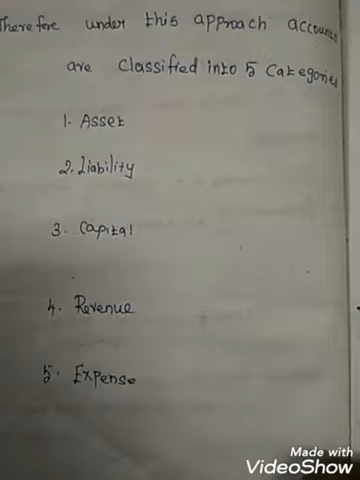 Therefore under this approach accounts
are classified into 5 Categories
1. Asset
2. Liability
3. Capital
4. Revenue
5. Expense
Made with
VideoShow